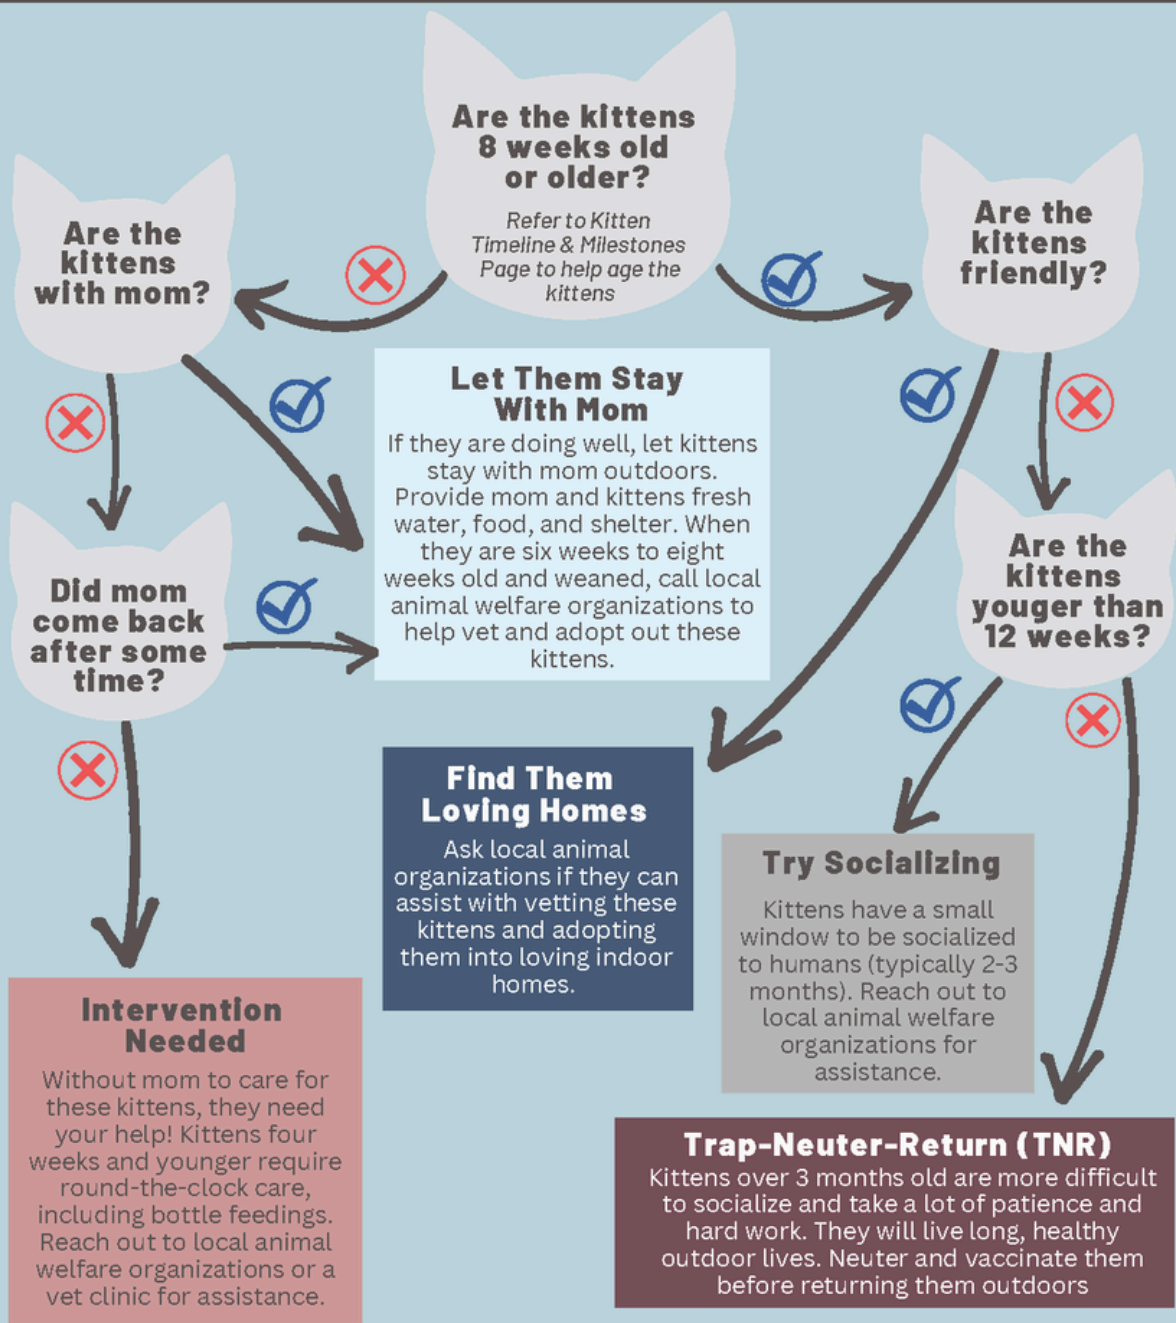 Are the kittens
8 weeks old
or older?
Refer to Kitten
Timeline & Milestones
Page to help age the
kittens
Are the
kittens
with mom?
Are the
kittens
friendly?
Let Them Stay
With Mom
If they are doing well, let kittens
stay with mom outdoors.
Provide mom and kittens fresh
water, food, and shelter. When
they are six weeks to eight
weeks old and weaned, call local
animal welfare organizations to
help vet and adopt out these
kittens.
Did mom
come back
after some
time?
Are the
kittens
youger than
12 weeks?
Find Them
Loving Homes
Ask local animal
organizations if they can
assist with vetting these
kittens and adopting
them into loving indoor
homes.
Try Socializing
Kittens have a small
window to be socialized
to humans (typically 2-3
months). Reach out to
local animal welfare
organizations for
assistance.
Intervention
Needed
Without mom to care for
these kittens, they need
your help! Kittens four
weeks and younger require
round-the-clock care,
including bottle feedings.
Reach out to local animal
welfare organizations or a
vet clinic for assistance.
Trap-Neuter-Return (TNR)
Kittens over 3 months old are more difficult
to socialize and take a lot of patience and
hard work. They will live long, healthy
outdoor lives. Neuter and vaccinate them
before returning them outdoors